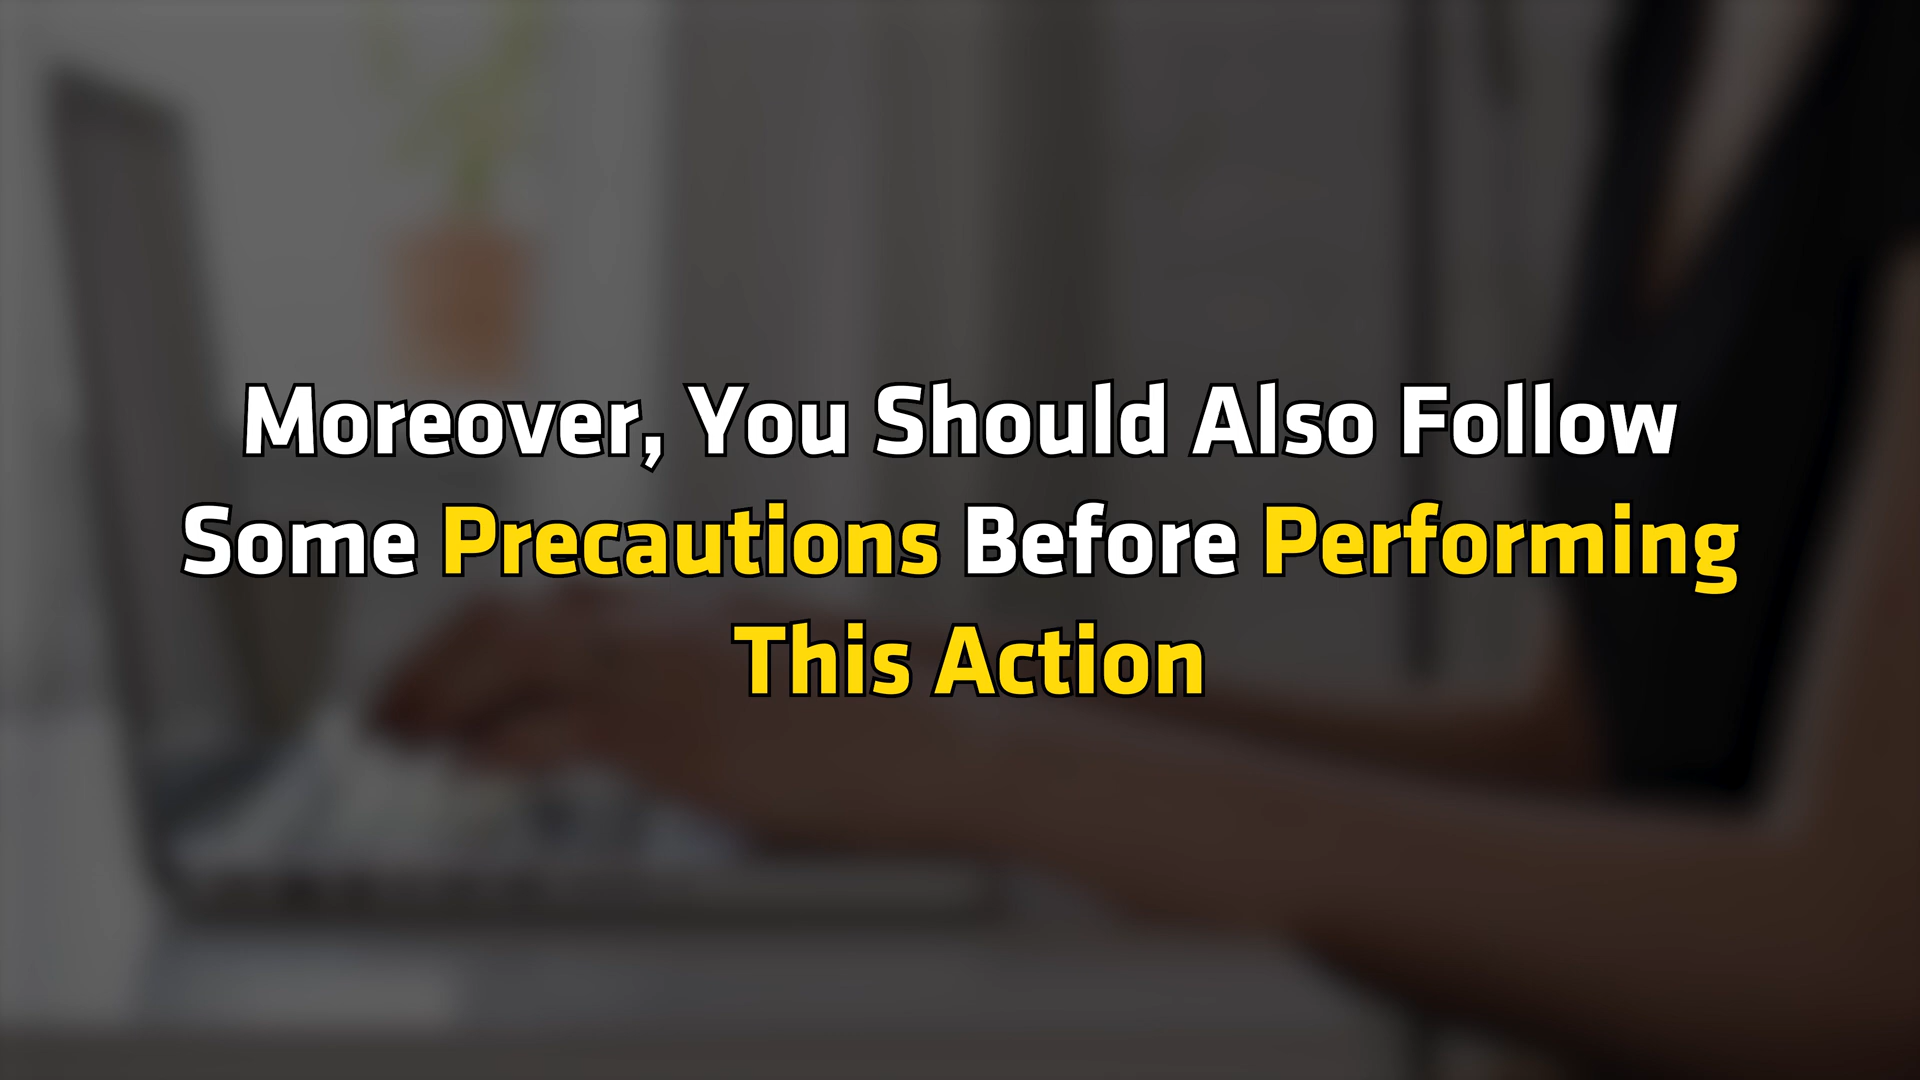 Moreover, You Should Also Follow
Some Precautions Before Performing
This Action